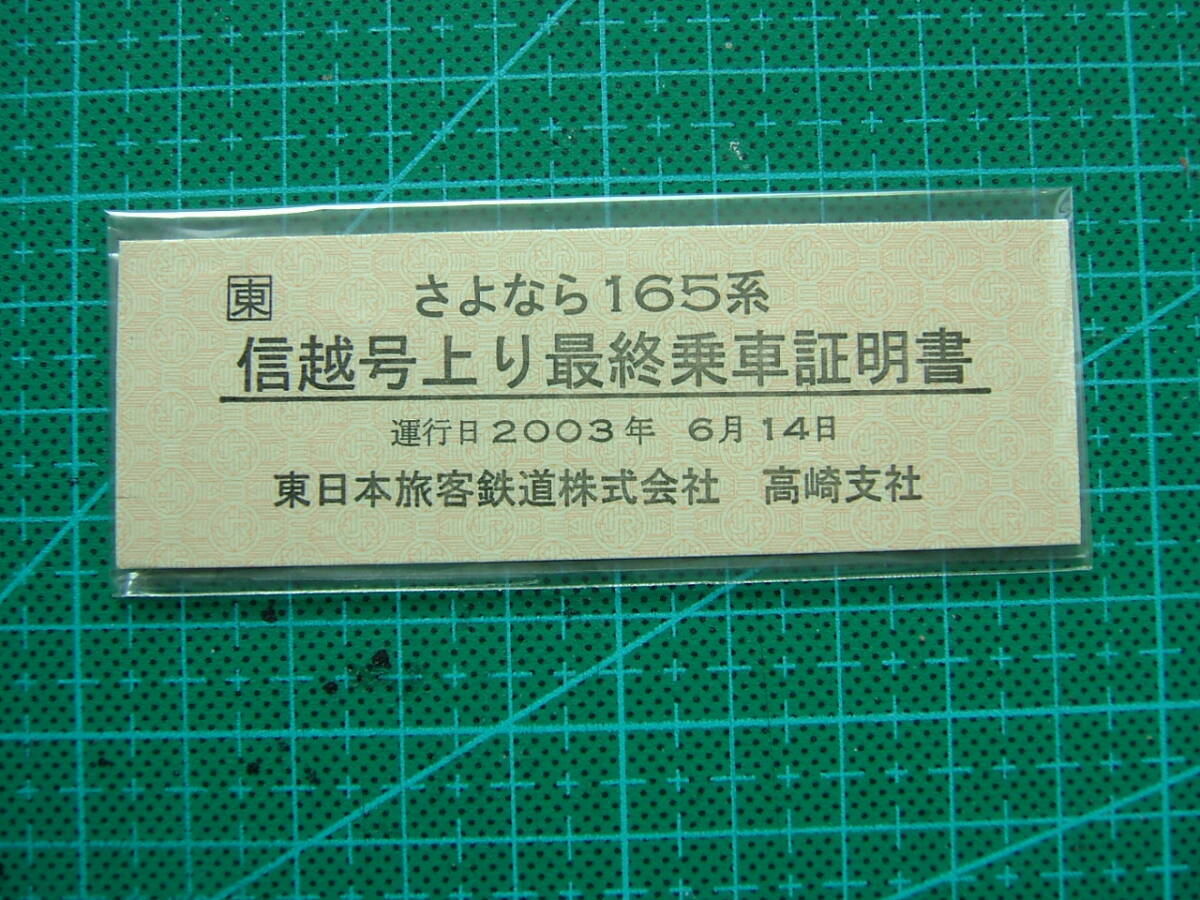 東 さよなら165系
信越号上り最終乗車証明書
運行日2003年 6月14日
東日本旅客鉄道株式会社 高崎支社